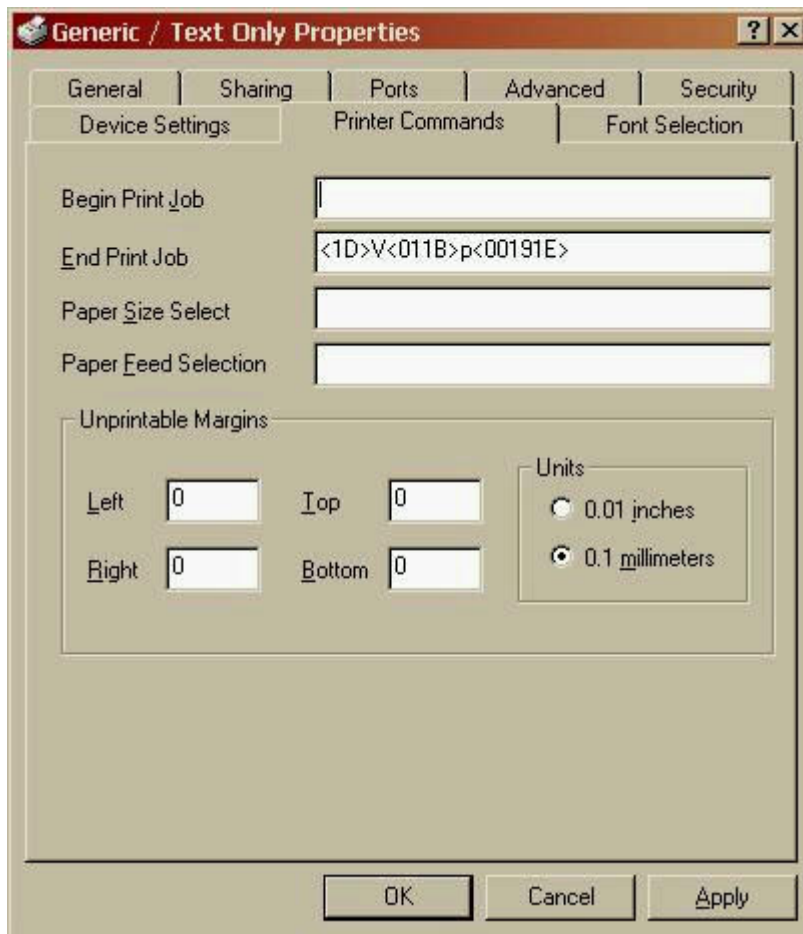 Generic / Text Only Properties
General Sharing Ports Advanced Security
Device Settings Printer Commands Font Selection
Begin Print Job
End Print Job <1D>V<011B>p<00191E>
Paper Size Select
Paper Feed Selection
Unprintable Margins
Units
Left 0 Top 0 0.01 inches
Right 0 Bottom 0 0.1 millimeters
OK Cancel Apply